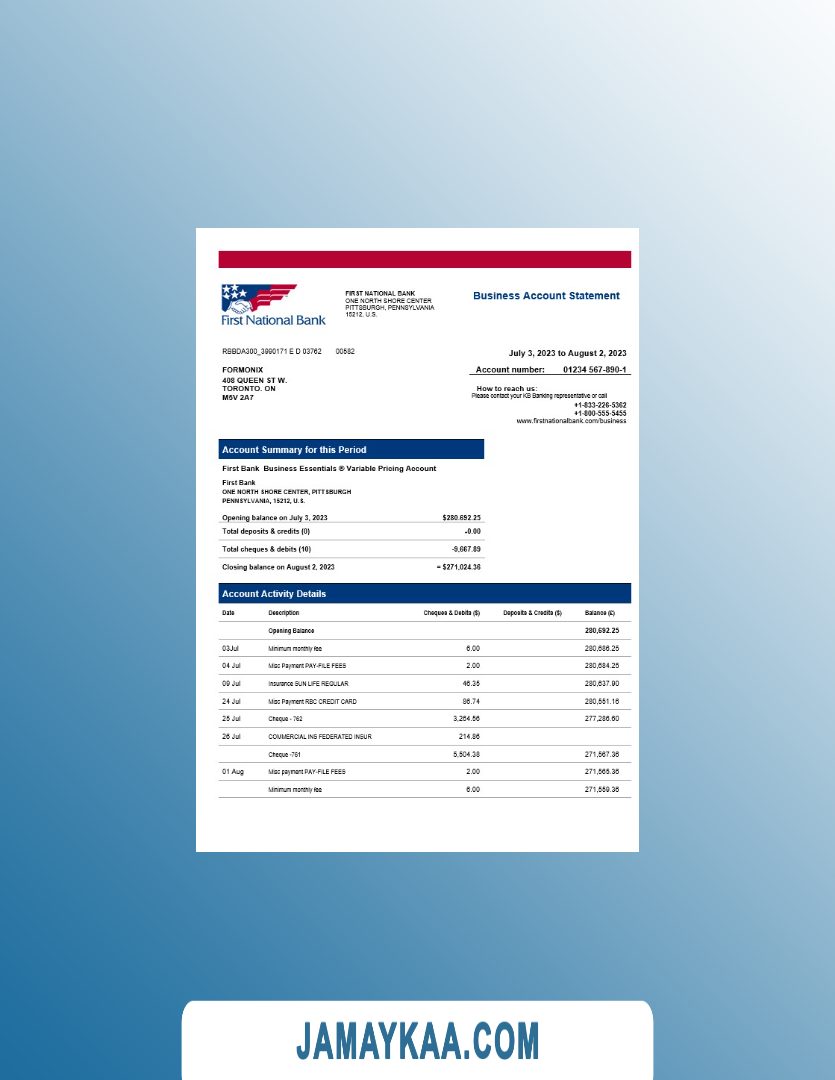 First National Bank
FIRST NATIONAL BANK
ONE NORTH SHORE CENTER
PITTSBURGH, PENNSYLVANIA
15212, U.S.
Business Account Statement
RBBDA300_3990171 E D 03762 00582
July 3, 2023 to August 2, 2023
FORMONIX
408 QUEEN ST W.
TORONTO. ON
M5V 2A7
Account number: 01234 567-890-1
How to reach us:
Please contact your KB Banking representative or call
+1-833-226-5362
+1-800-555-5455
www.firstnationalbank.com/business
Account Summary for this Period
First Bank Business Essentials ® Variable Pricing Account
First Bank
ONE NORTH SHORE CENTER, PITTSBURGH
PENNSYLVANIA, 15212, U.S.
Opening balance on July 3, 2023 $280.692.25
Total deposits & credits (0) -0.00
Total cheques & debits (10) -9,667.89
Closing balance on August 2, 2023 = $271,024.36
Account Activity Details
Date Description Cheques & Debits ($) Deposits & Credits ($) Balance (£)
Opening Balance 280,692.25
03Jul Minimum monthly fee 6.00 280,686.25
04 Jul Misc Payment PAY-FILE FEES 2.00 280,684.25
09 Jul Insurance SUN LIFE REGULAR 46.35 280,637.90
24 Jul Misc Payment RBC CREDIT CARD 86.74 280,551.16
25 Jul Cheque - 762 3,264.56 277,286.60
26 Jul COMMERCIAL INS FEDERATED INSUR 214.86
Cheque -761 5,504.38 271,567.36
01 Aug Misc payment PAY-FILE FEES 2.00 271,565.36
Minimum monthly fee 6.00 271,559.36
JAMAYKAA.COM